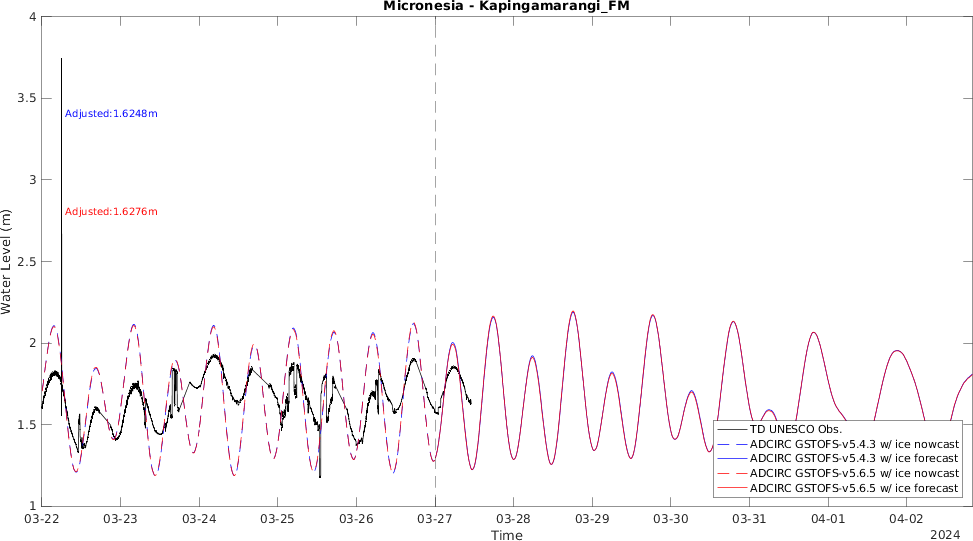 Micronesia - Kapingamarangi_FM
4
3.5
3
2.5
2
1.5
1
Water Level (m)
Adjusted:1.6248m
Adjusted:1.6276m
TD UNESCO Obs.
ADCIRC GSTOFS-v5.4.3 w/ ice nowcast
ADCIRC GSTOFS-v5.4.3 w/ ice forecast
ADCIRC GSTOFS-v5.6.5 w/ ice nowcast
ADCIRC GSTOFS-v5.6.5 w/ ice forecast
03-22 03-23 03-24 03-25 03-26 03-27 03-28 03-29 03-30 03-31 04-01 04-02
Time
2024